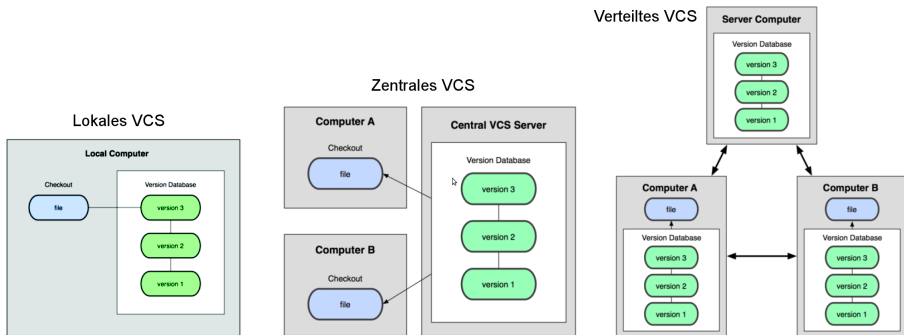 Lokales VCS
Local Computer
Checkout
file
Version Database
version 3
version 2
version 1
Zentrales VCS
Computer A
Checkout
file
Computer B
Checkout
file
Central VCS Server
Version Database
version 3
version 2
version 1
Verteiltes VCS
Server Computer
Version Database
version 3
version 2
version 1
Computer A
file
Version Database
version 3
version 2
version 1
Computer B
file
Version Database
version 3
version 2
version 1